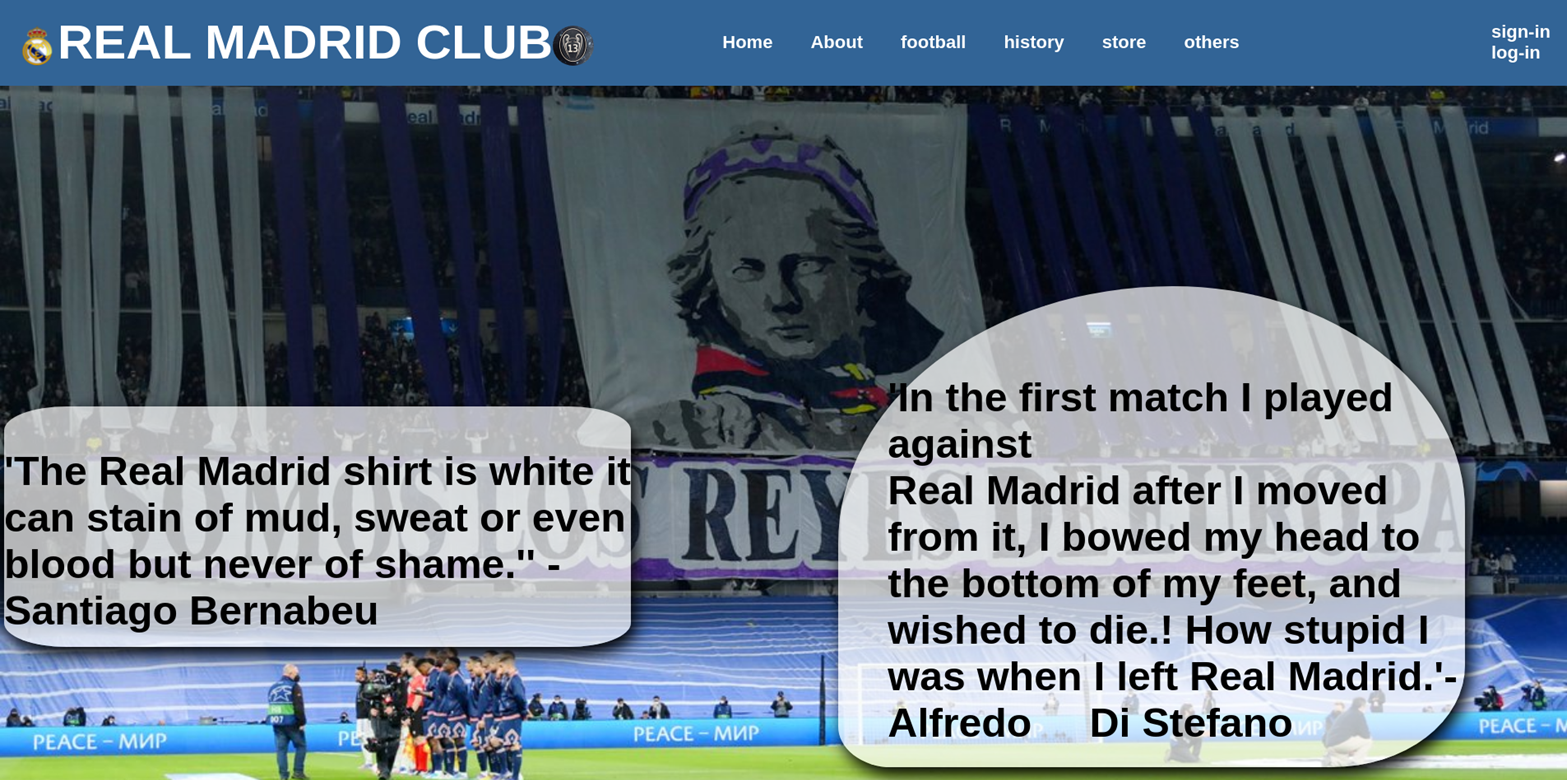 REAL MADRID CLUB
13
Home
About
football
history
store
others
sign-in
log-in
Real Madrid
'The Real Madrid shirt is white it
can stain of mud, sweat or even
blood but never of shame.'' -
Santiago Bernabeu
'In the first match I played
against
Real Madrid after I moved
from it, I bowed my head to
the bottom of my feet, and
wished to die.! How stupid I
was when I left Real Madrid.'-
Alfredo Di Stefano
SOMOS LOS REYES DE EUROPA
PEACE – МИР
PEACE – МИР